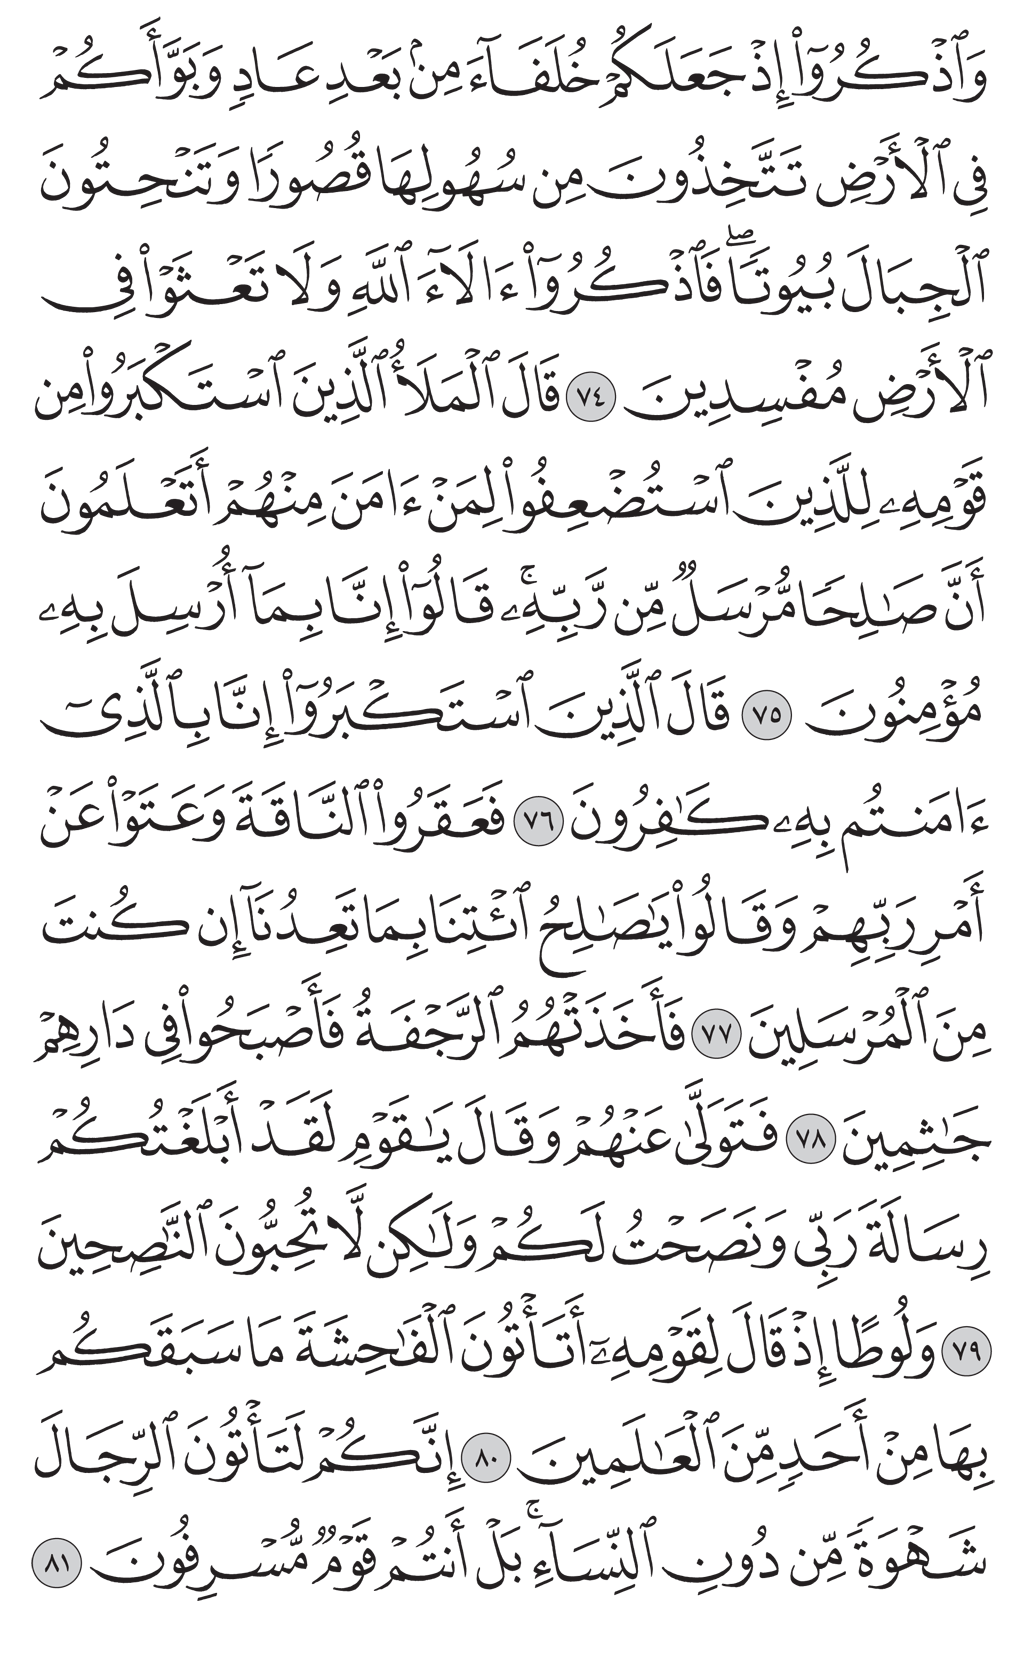 وَٱذۡكُرُوٓاْ إِذۡ جَعَلَكُمۡ خُلَفَآءَ مِنۢ بَعۡدِ عَادٖ وَبَوَّأَكُمۡ
فِي ٱلۡأَرۡضِ تَتَّخِذُونَ مِن سُهُولِهَا قُصُورٗا وَتَنۡحِتُونَ
ٱلۡجِبَالَ بُيُوتٗاۖ فَٱذۡكُرُوٓاْ ءَالَآءَ ٱللَّهِ وَلَا تَعۡثَوۡاْ فِي
ٱلۡأَرۡضِ مُفۡسِدِينَ ٧٤ قَالَ ٱلۡمَلَأُ ٱلَّذِينَ ٱسۡتَكۡبَرُواْ مِن
قَوۡمِهِۦ لِلَّذِينَ ٱسۡتُضۡعِفُواْ لِمَنۡ ءَامَنَ مِنۡهُمۡ أَتَعۡلَمُونَ
أَنَّ صَٰلِحٗا مُّرۡسَلٞ مِّن رَّبِّهِۦۚ قَالُوٓاْ إِنَّا بِمَآ أُرۡسِلَ بِهِۦ
مُؤۡمِنُونَ ٧٥ قَالَ ٱلَّذِينَ ٱسۡتَكۡبَرُوٓاْ إِنَّا بِٱلَّذِيٓ
ءَامَنتُم بِهِۦ كَٰفِرُونَ ٧٦ فَعَقَرُواْ ٱلنَّاقَةَ وَعَتَوۡاْ عَنۡ
أَمۡرِ رَبِّهِمۡ وَقَالُواْ يَٰصَٰلِحُ ٱئۡتِنَا بِمَا تَعِدُنَآ إِن كُنتَ
مِنَ ٱلۡمُرۡسَلِينَ ٧٧ فَأَخَذَتۡهُمُ ٱلرَّجۡفَةُ فَأَصۡبَحُواْ فِي دَارِهِمۡ
جَٰثِمِينَ ٧٨ فَتَوَلَّىٰ عَنۡهُمۡ وَقَالَ يَٰقَوۡمِ لَقَدۡ أَبۡلَغۡتُكُمۡ
رِسَالَةَ رَبِّي وَنَصَحۡتُ لَكُمۡ وَلَٰكِن لَّا تُحِبُّونَ ٱلنَّٰصِحِينَ
٧٩ وَلُوطًا إِذۡ قَالَ لِقَوۡمِهِۦٓ أَتَأۡتُونَ ٱلۡفَٰحِشَةَ مَا سَبَقَكُم
بِهَا مِنۡ أَحَدٖ مِّنَ ٱلۡعَٰلَمِينَ ٨٠ إِنَّكُمۡ لَتَأۡتُونَ ٱلرِّجَالَ
شَهۡوَةٗ مِّن دُونِ ٱلنِّسَآءِۚ بَلۡ أَنتُمۡ قَوۡمٞ مُّسۡرِفُونَ ٨١